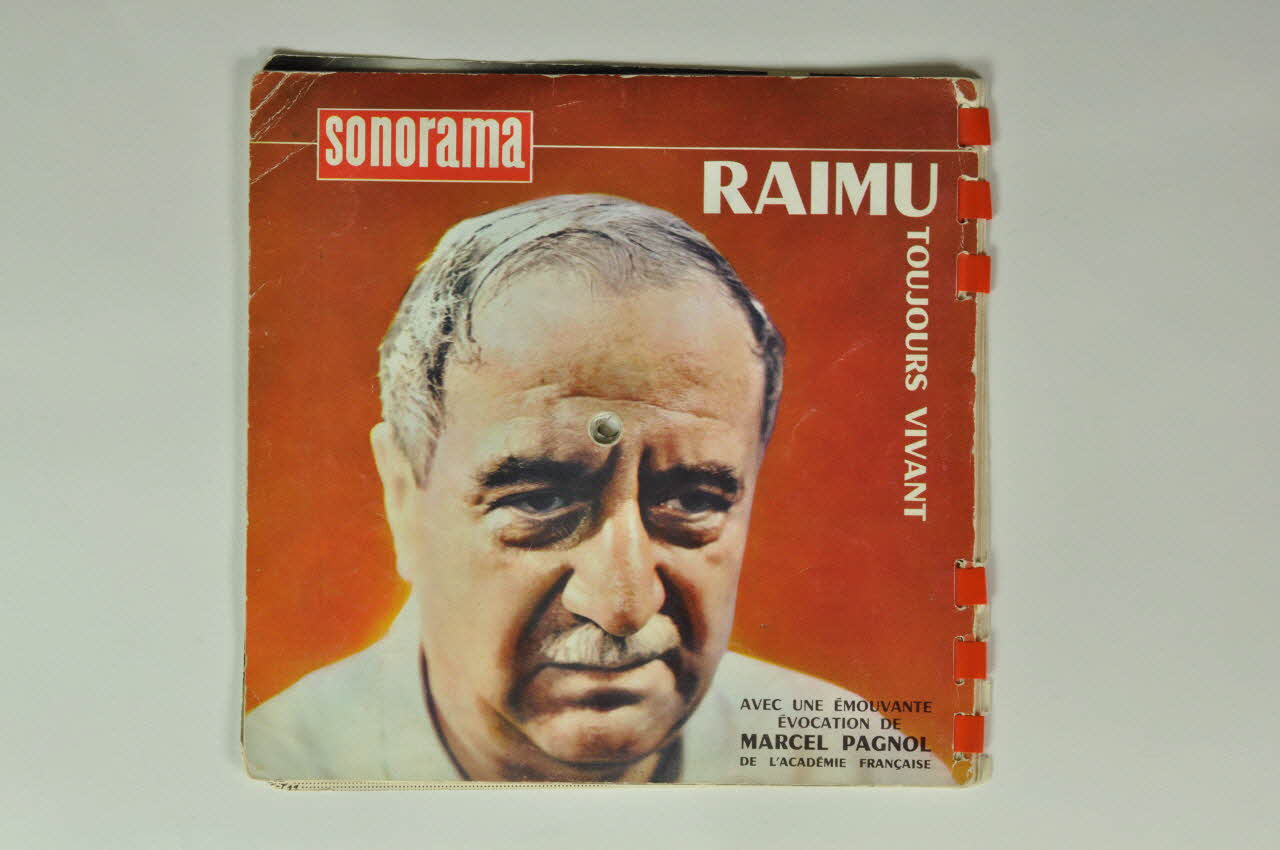 sonorama
RAIMU
TOUJOURS VIVANT
AVEC UNE ÉMOUVANTE
ÉVOCATION DE
MARCEL PAGNOL
DE L'ACADÉMIE FRANÇAISE